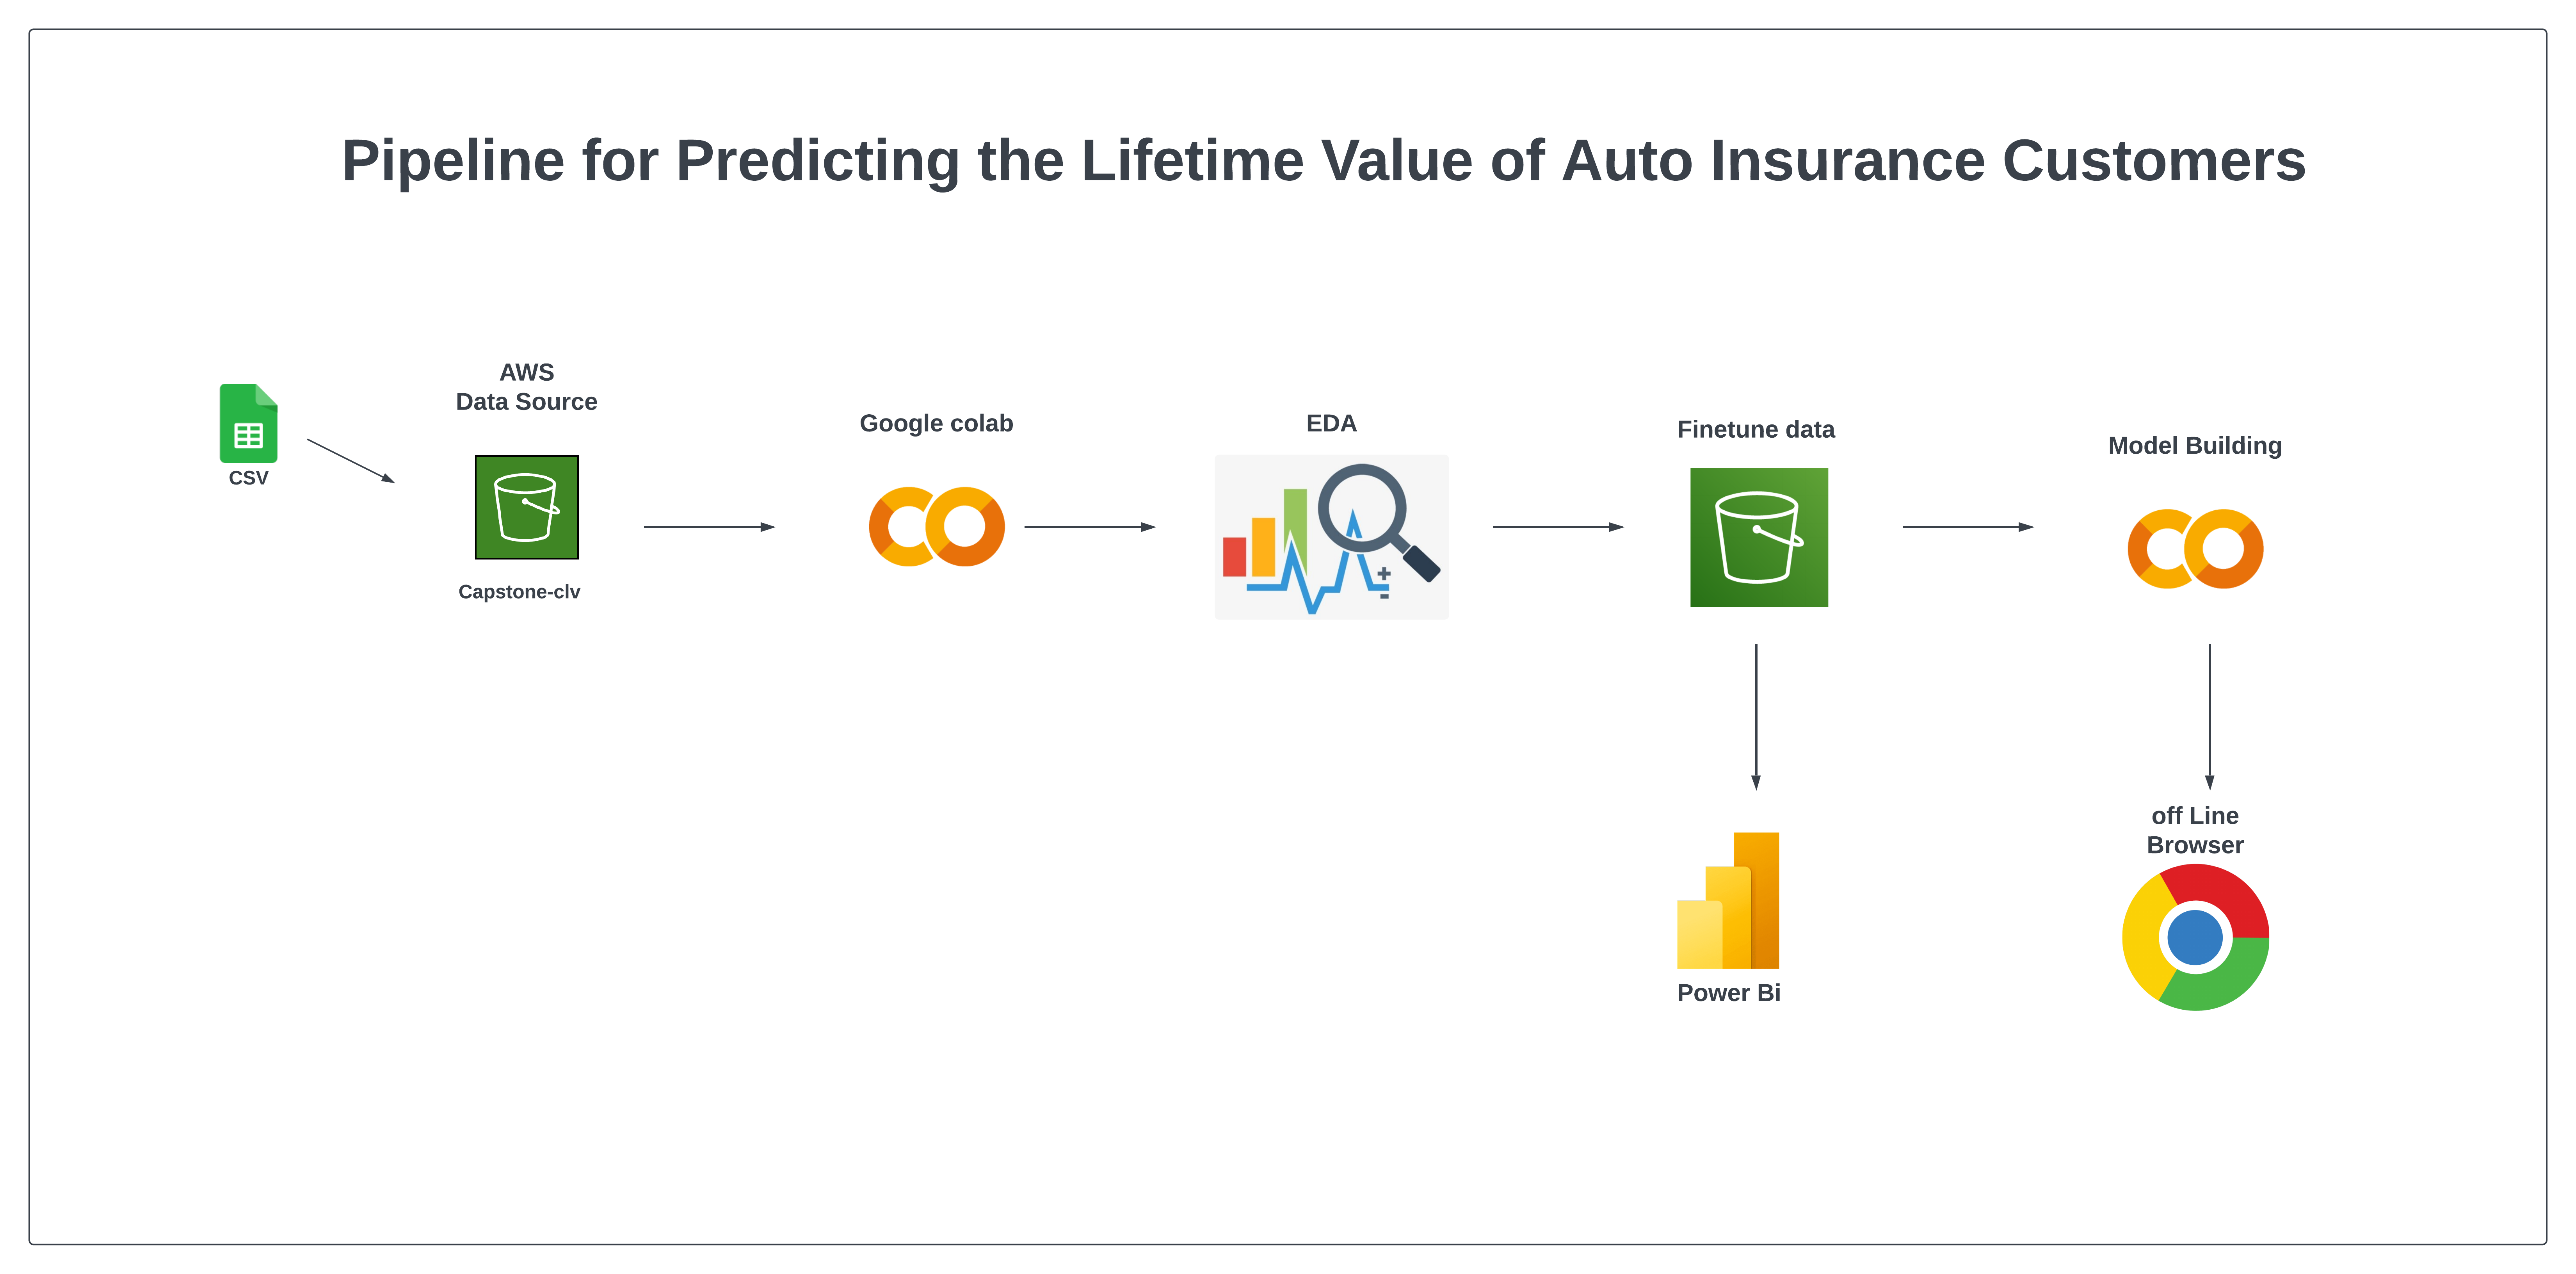 Pipeline for Predicting the Lifetime Value of Auto Insurance Customers
CSV
AWS
Data Source
Capstone-clv
Google colab
EDA
Finetune data
Model Building
Power Bi
off Line
Browser